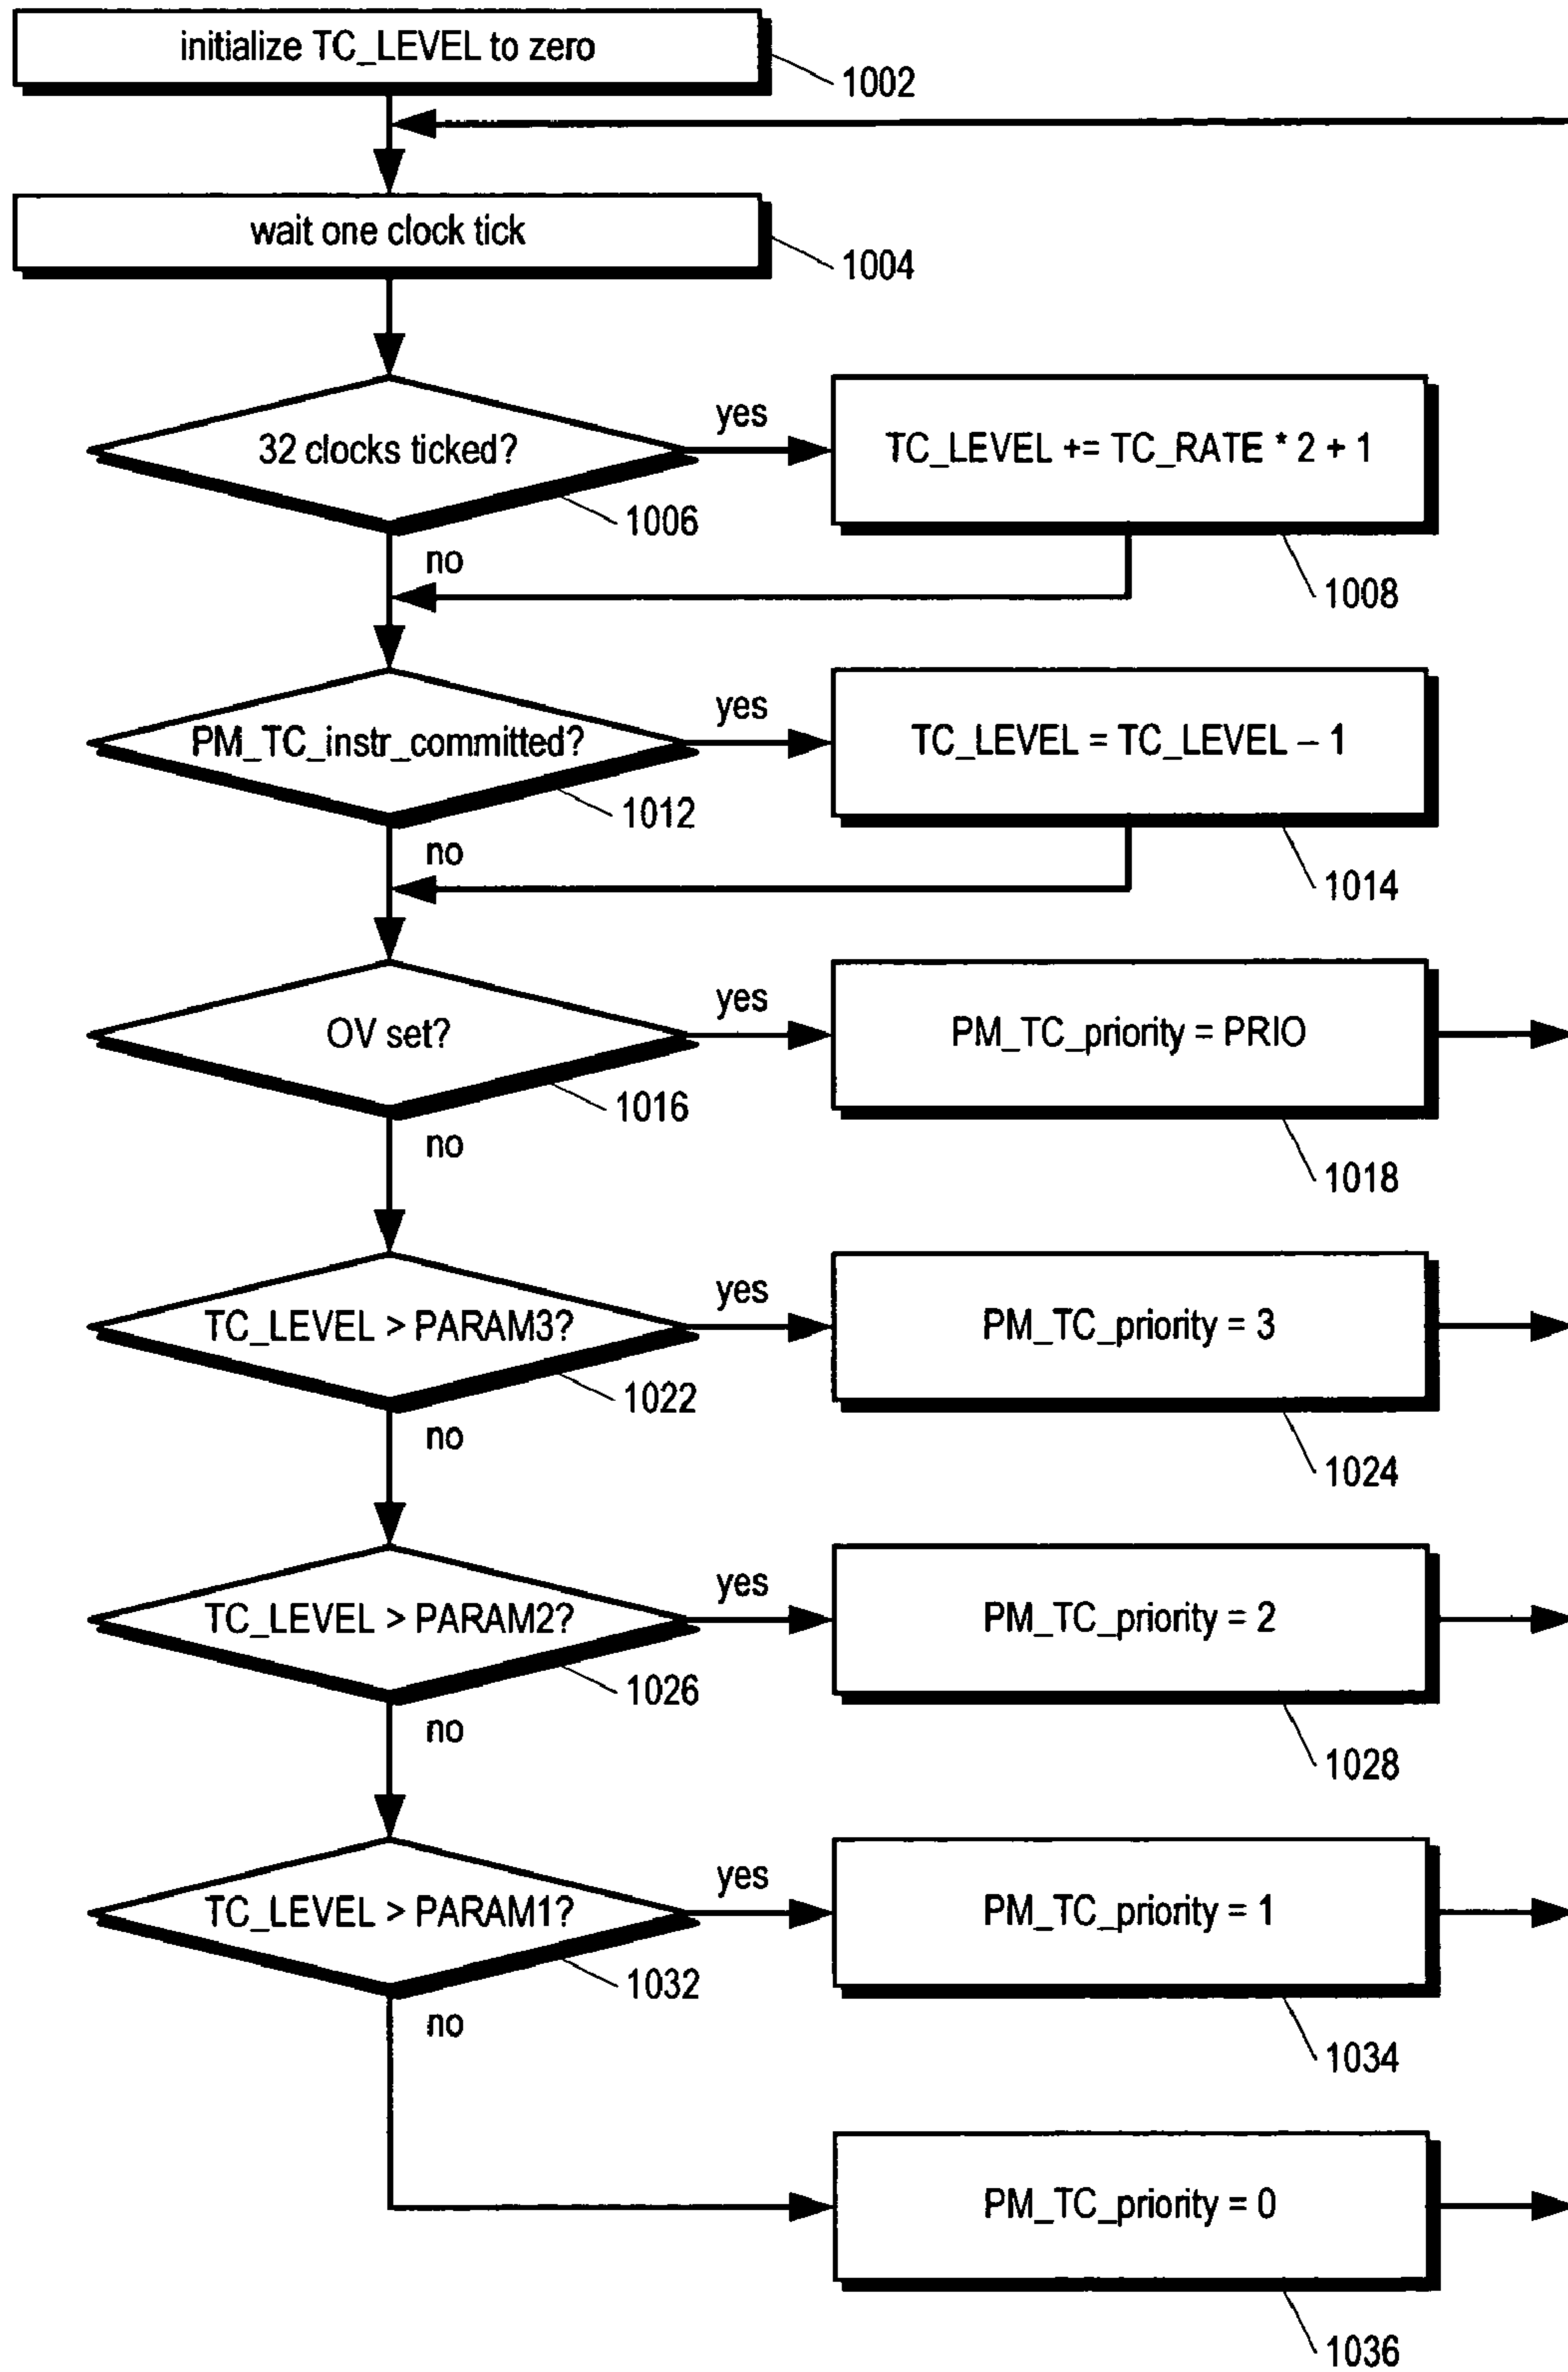 initialize TC_LEVEL to zero
1002
wait one clock tick
1004
32 clocks ticked?
yes
TC_LEVEL += TC_RATE * 2 + 1
1006
no
1008
PM_TC_instr_committed?
yes
TC_LEVEL = TC_LEVEL – 1
1012
no
1014
OV set?
yes
PM_TC_priority = PRIO
1016
no
1018
TC_LEVEL > PARAM3?
yes
PM_TC_priority = 3
1022
no
1024
TC_LEVEL > PARAM2?
yes
PM_TC_priority = 2
1026
no
1028
TC_LEVEL > PARAM1?
yes
PM_TC_priority = 1
1032
no
1034
PM_TC_priority = 0
1036